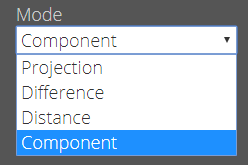 Mode
Component
Projection
Difference
Distance
Component